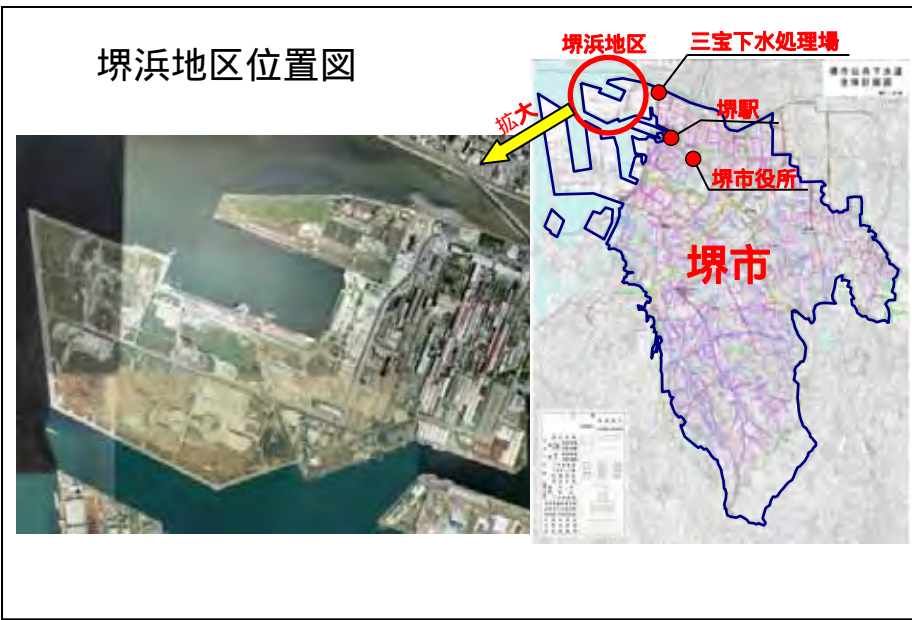 堺浜地区位置図
堺浜地区
三宝下水処理場
拡大
堺駅
堺市役所
堺市